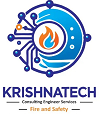 KRISHNATECH
Consulting Engineer Services
Fire and Safety